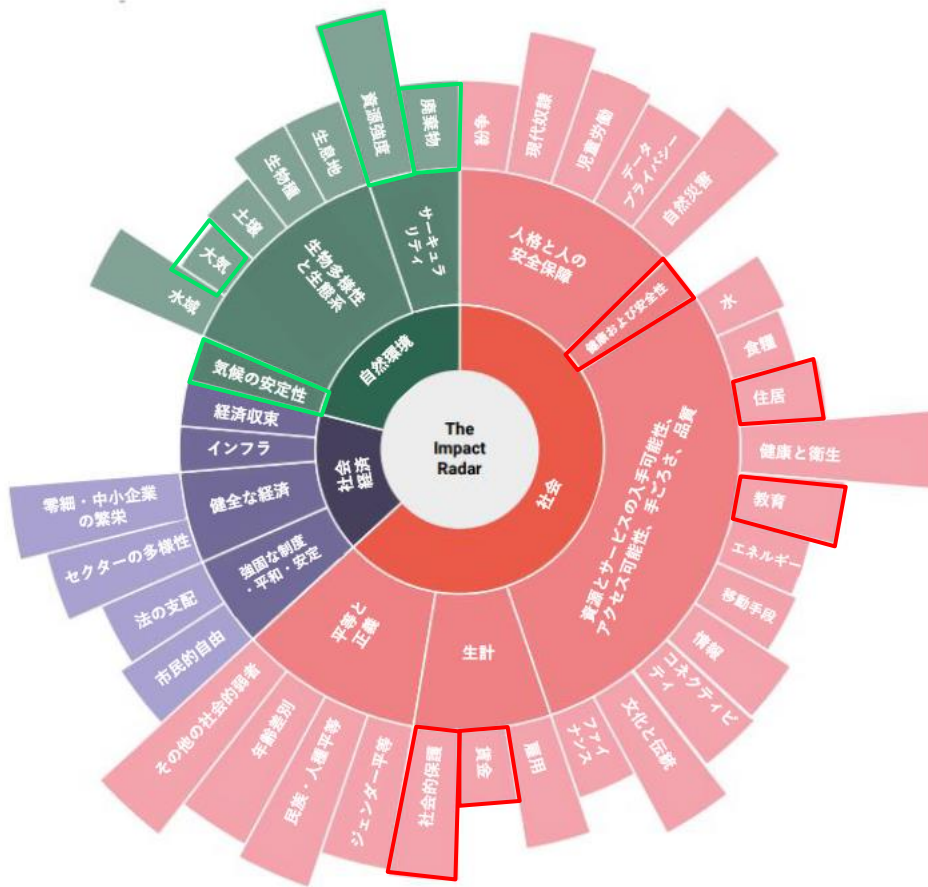 The
Impact
Radar
社会
自然環境
社会
経済
人格と人の
安全保障
紛争
現代奴隷
児童労働
データ
プライバシー
自然災害
健康および安全性
資源とサービスの入手可能性、
アクセス可能性、手ごろさ、品質
水
食糧
住居
健康と衛生
教育
エネルギー
移動手段
情報
コネクティビ
ティ
文化と伝統
ファイ
ナンス
生計
雇用
賃金
社会的保護
平等と
正義
ジェンダー平等
民族・人種平等
年齢差別
その他の社会的弱者
強固な制度
・平和・安定
市民的自由
法の支配
健全な経済
セクターの多様性
零細・中小企業
の繁栄
インフラ
経済収束
気候の安定性
生物多様性
と生態系
水域
大気
土壌
生物種
生息地
サーキュラ
リティ
資源強度
廃棄物